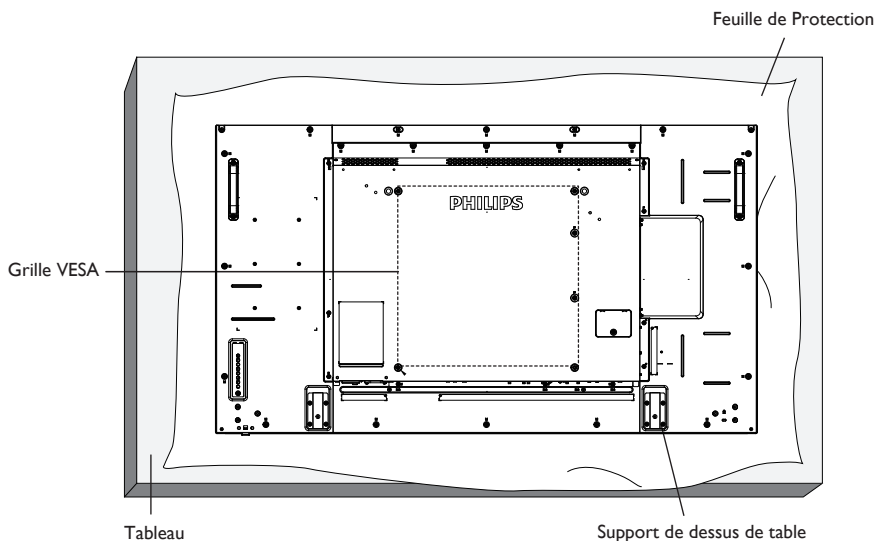 Feuille de Protection
PHILIPS
Grille VESA
Tableau
Support de dessus de table